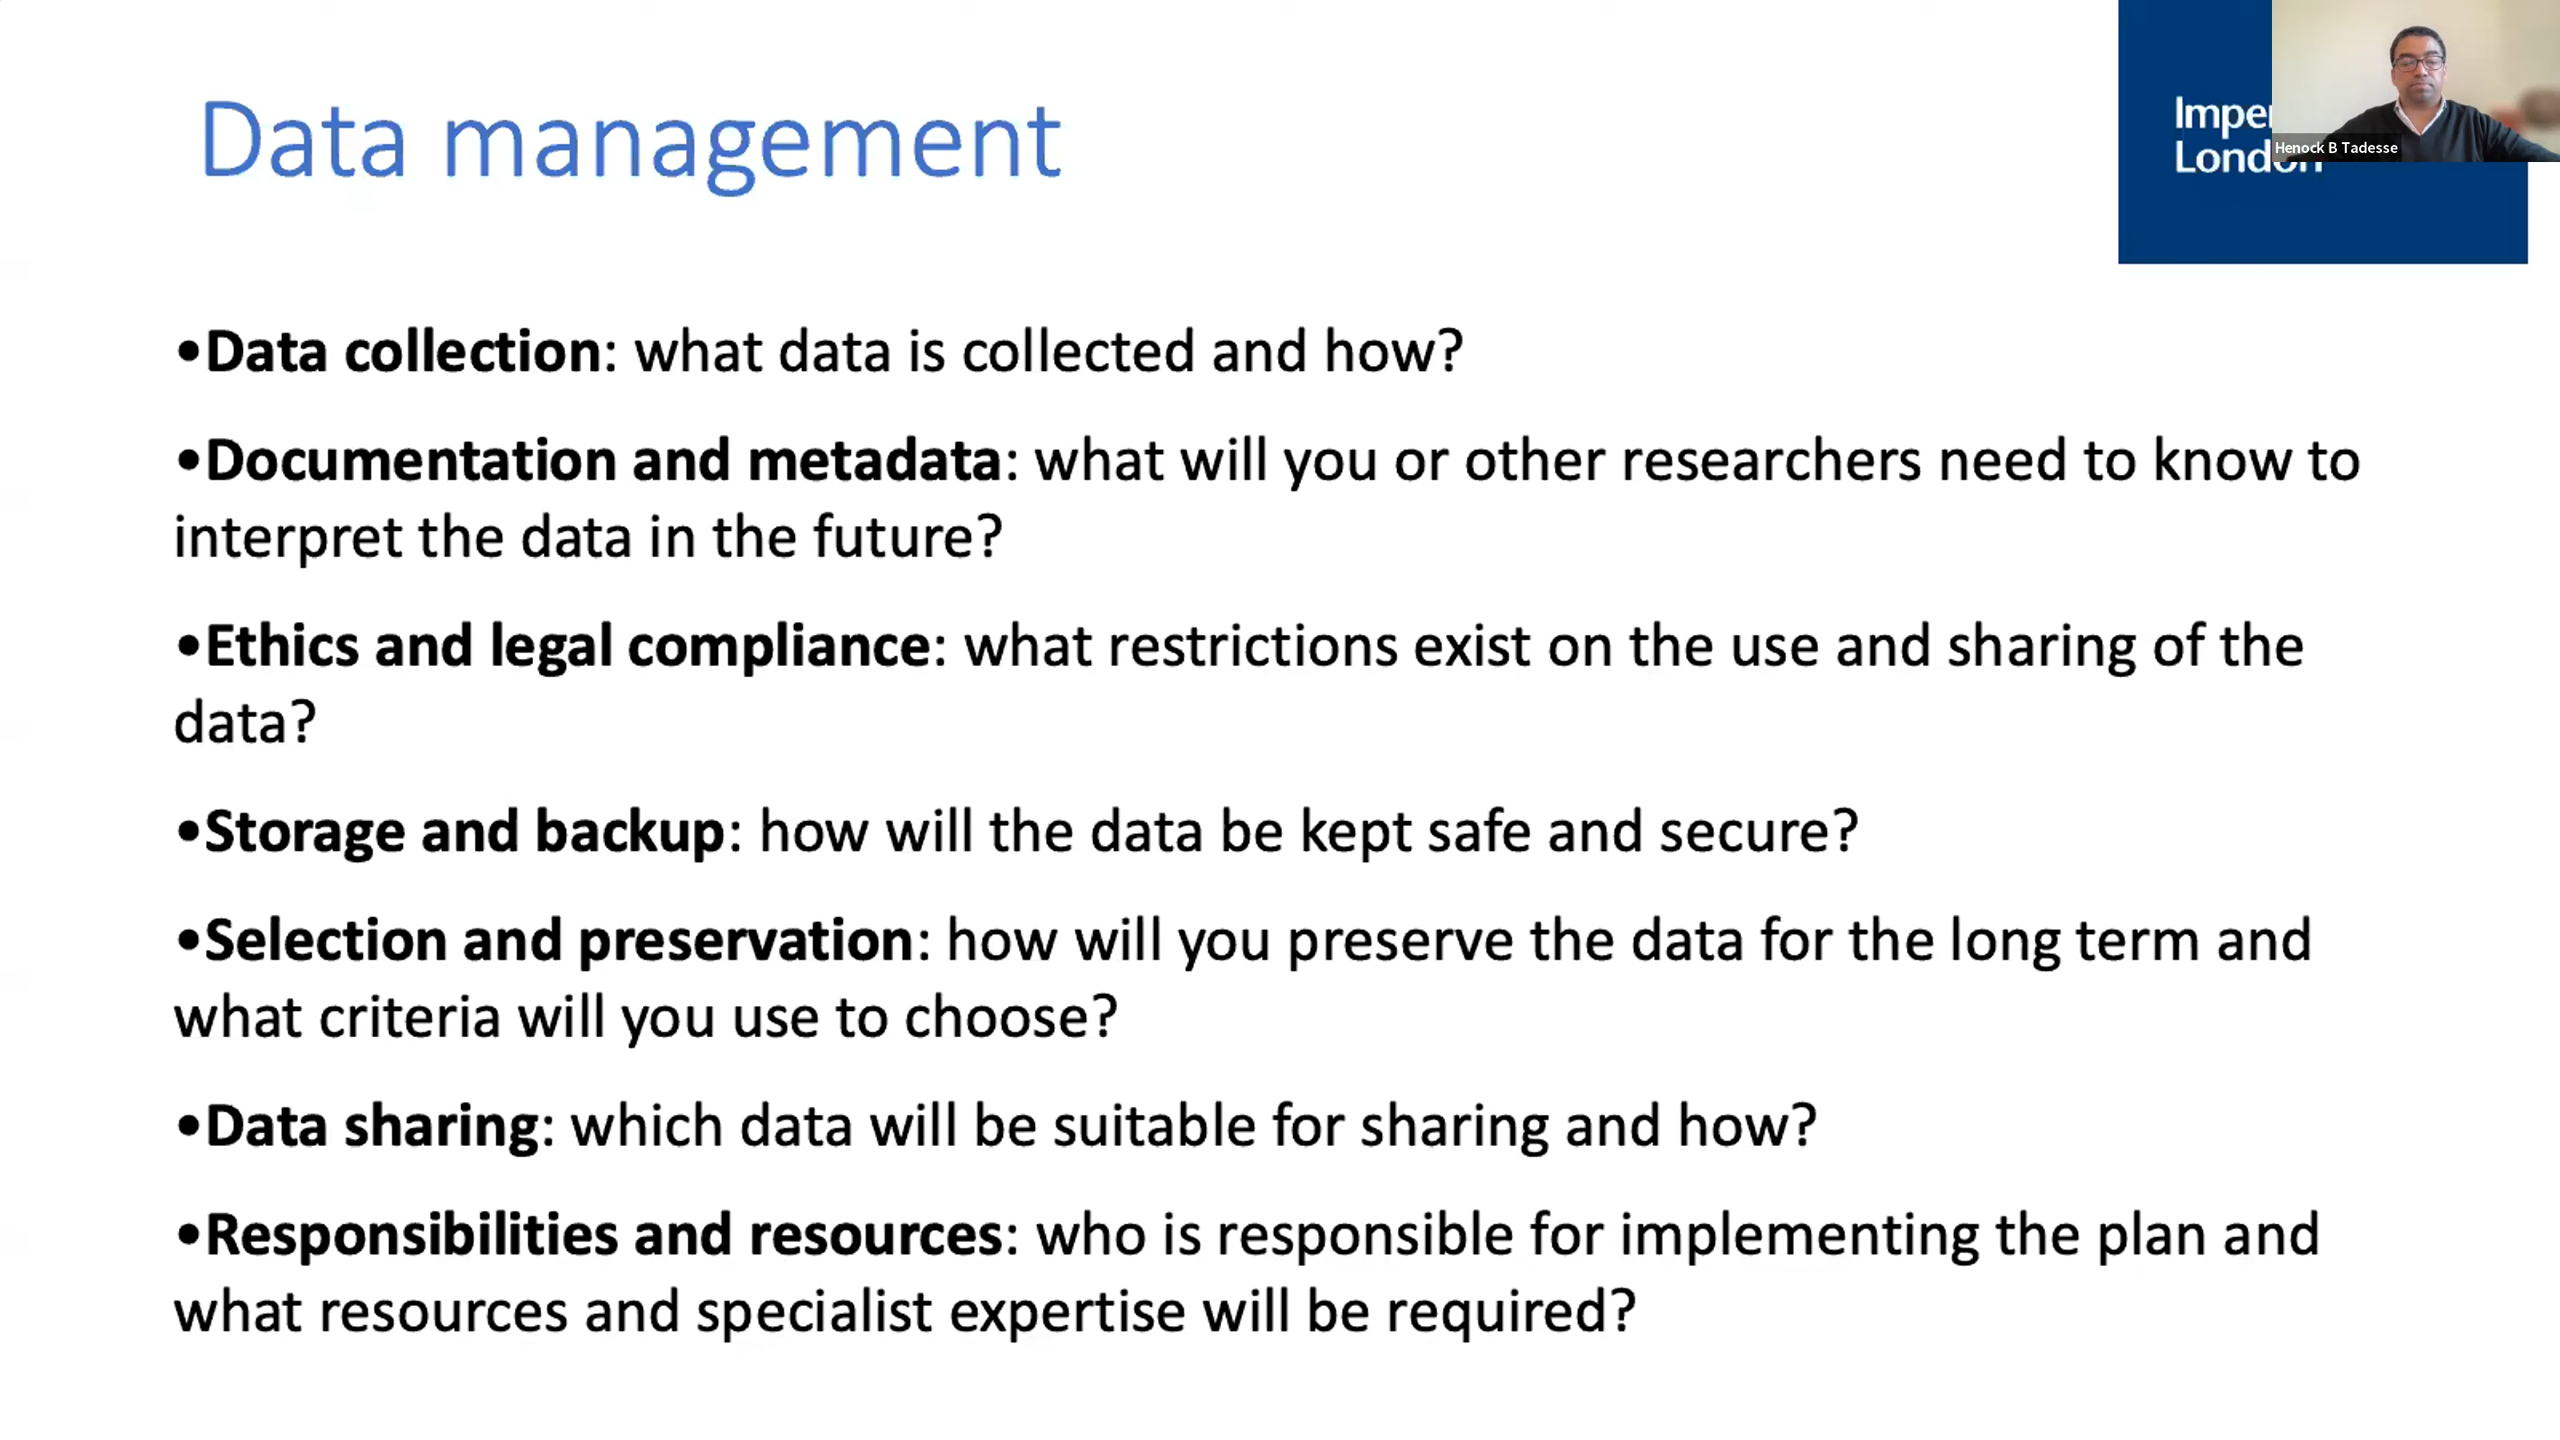 Data management
Henock B Tadesse
•Data collection: what data is collected and how?
•Documentation and metadata: what will you or other researchers need to know to
interpret the data in the future?
•Ethics and legal compliance: what restrictions exist on the use and sharing of the
data?
•Storage and backup: how will the data be kept safe and secure?
•Selection and preservation: how will you preserve the data for the long term and
what criteria will you use to choose?
•Data sharing: which data will be suitable for sharing and how?
•Responsibilities and resources: who is responsible for implementing the plan and
what resources and specialist expertise will be required?